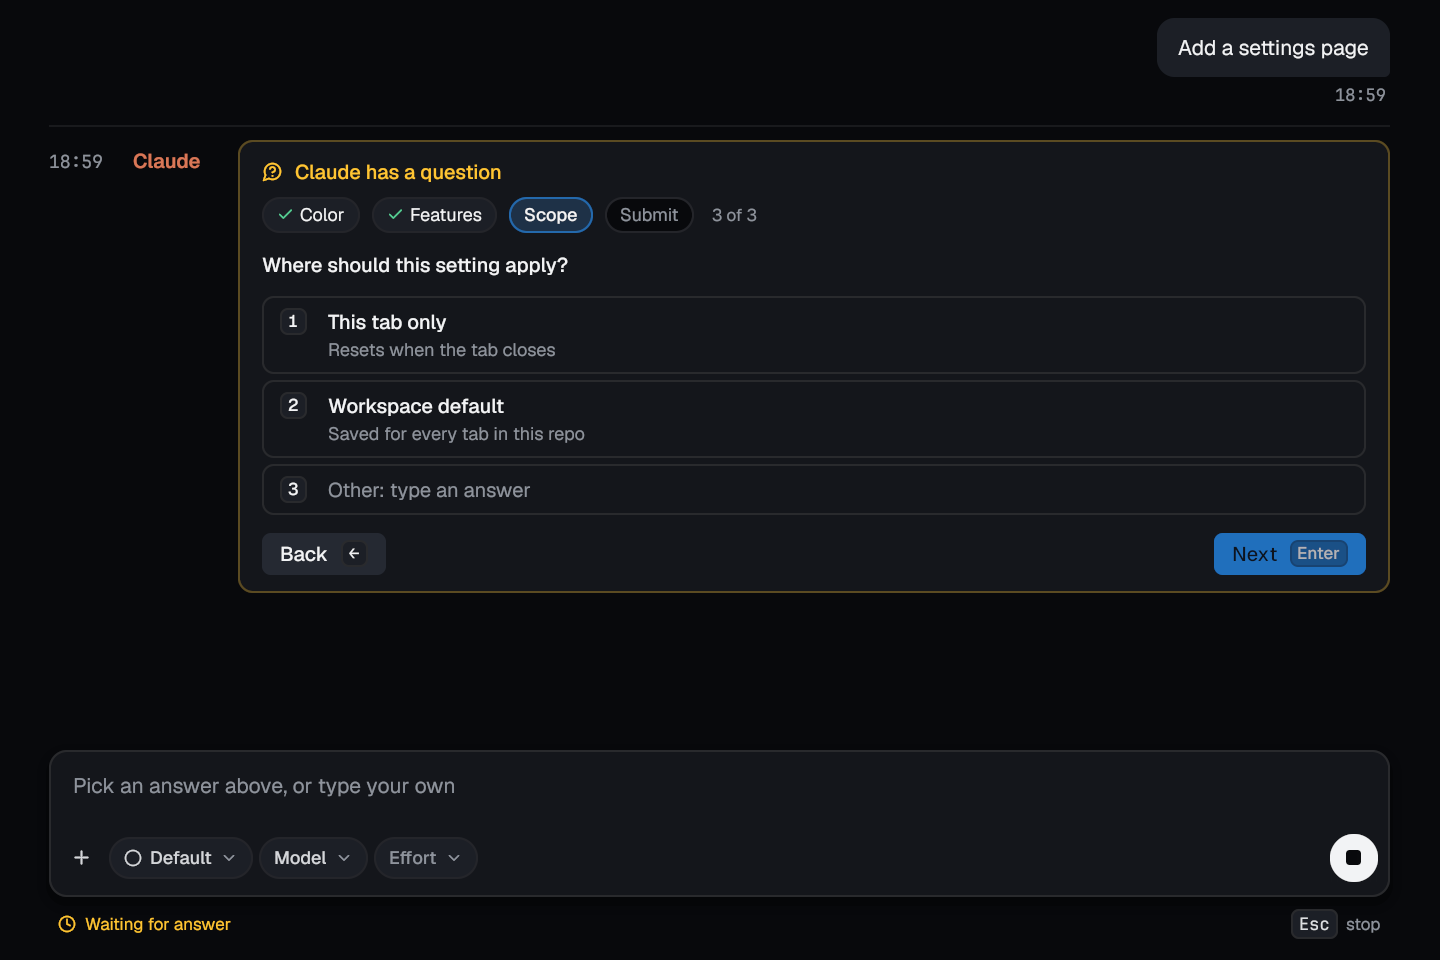 Add a settings page
18:59
18:59 Claude
Claude has a question
Color Features Scope Submit 3 of 3
Where should this setting apply?
1 This tab only
Resets when the tab closes
2 Workspace default
Saved for every tab in this repo
3 Other: type an answer
Back ← Next Enter
Pick an answer above, or type your own
+ Default Model Effort
Waiting for answer Esc stop